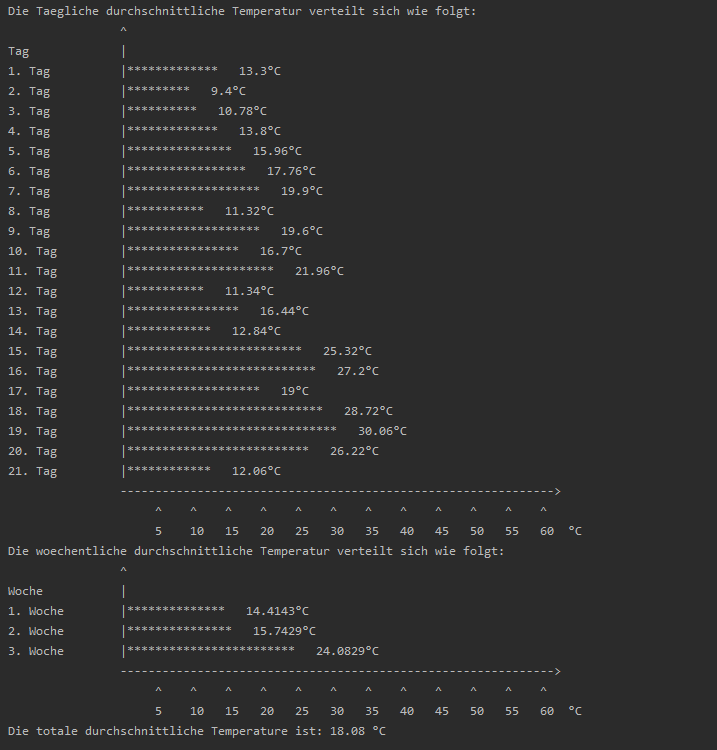 Die Taegliche durchschnittliche Temperatur verteilt sich wie folgt:
^
Tag             |
1. Tag          |*************   13.3°C
2. Tag          |*********   9.4°C
3. Tag          |**********   10.78°C
4. Tag          |*************   13.8°C
5. Tag          |***************   15.96°C
6. Tag          |*****************   17.76°C
7. Tag          |*******************   19.9°C
8. Tag          |***********   11.32°C
9. Tag          |*******************   19.6°C
10. Tag         |****************   16.7°C
11. Tag         |*********************   21.96°C
12. Tag         |***********   11.34°C
13. Tag         |****************   16.44°C
14. Tag         |************   12.84°C
15. Tag         |*************************   25.32°C
16. Tag         |***************************   27.2°C
17. Tag         |*******************   19°C
18. Tag         |****************************   28.72°C
19. Tag         |******************************   30.06°C
20. Tag         |**************************   26.22°C
21. Tag         |************   12.06°C
-------------------------------------------------------------->
^    ^    ^    ^    ^    ^    ^    ^    ^    ^    ^    ^
5    10   15   20   25   30   35   40   45   50   55   60  °C
Die woechentliche durchschnittliche Temperatur verteilt sich wie folgt:
^
Woche           |
1. Woche        |**************   14.4143°C
2. Woche        |***************   15.7429°C
3. Woche        |************************   24.0829°C
-------------------------------------------------------------->
^    ^    ^    ^    ^    ^    ^    ^    ^    ^    ^    ^
5    10   15   20   25   30   35   40   45   50   55   60  °C
Die totale durchschnittliche Temperature ist: 18.08 °C